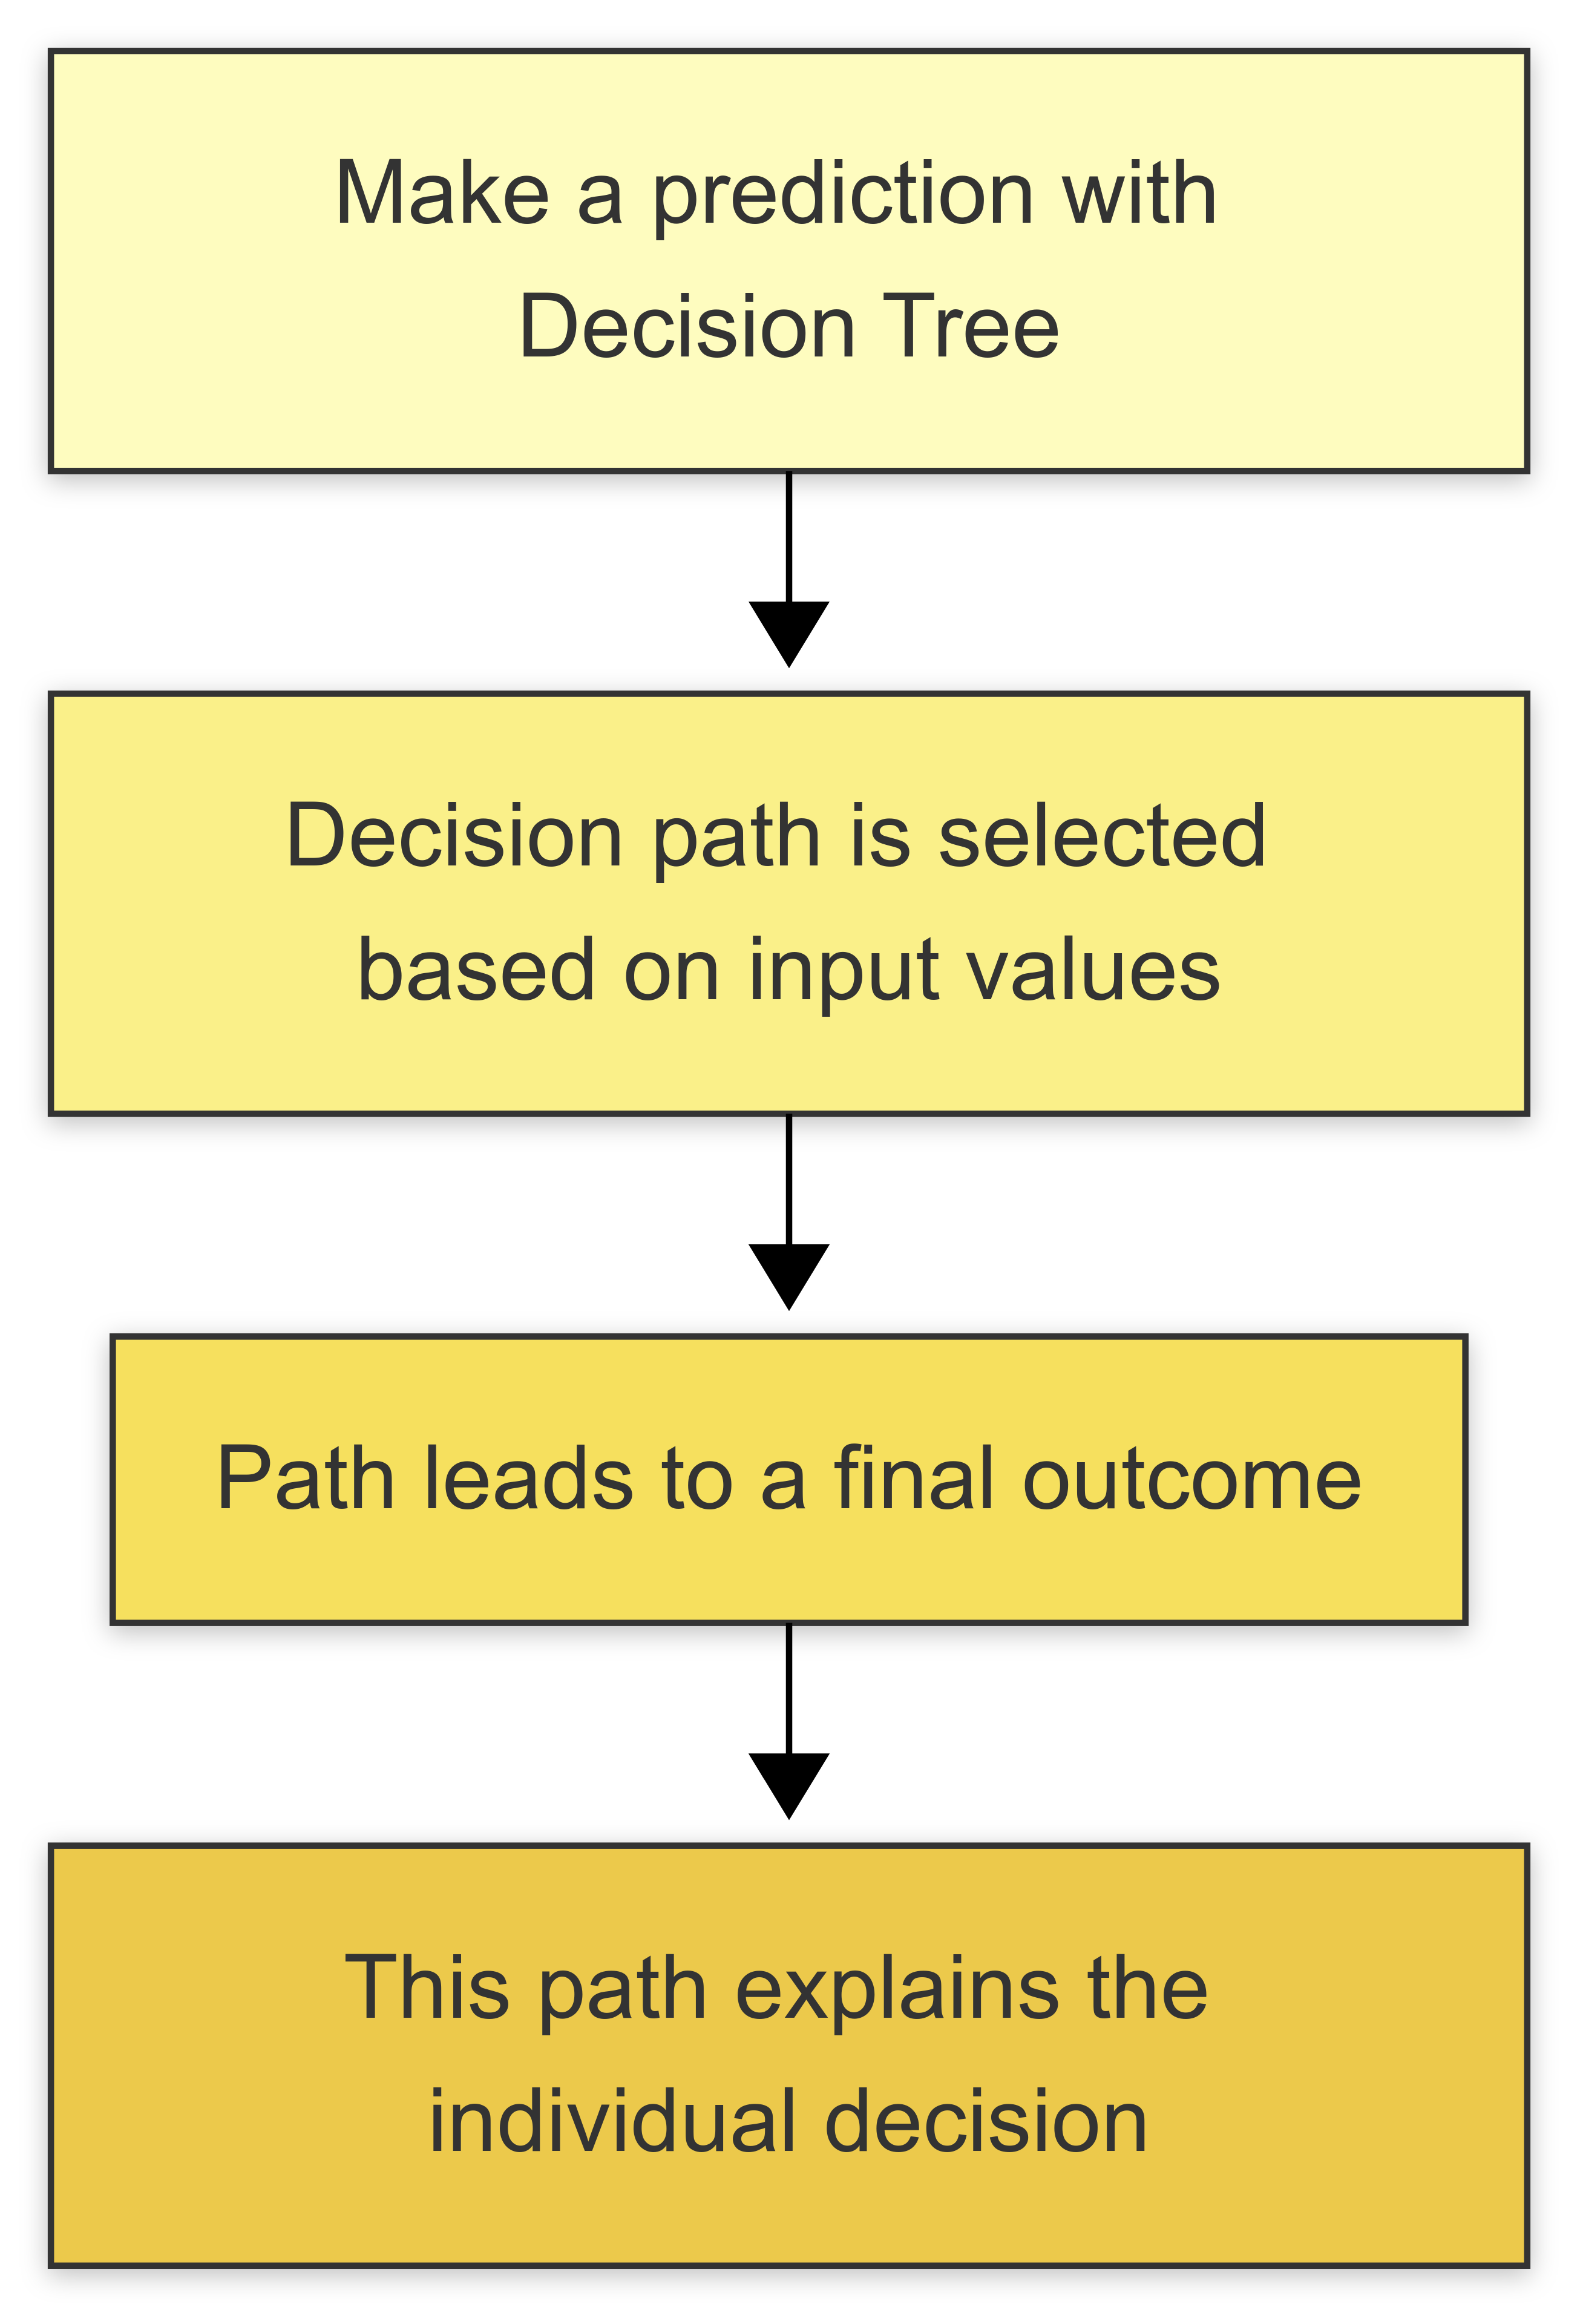 Make a prediction with
Decision Tree
Decision path is selected
based on input values
Path leads to a final outcome
This path explains the
individual decision